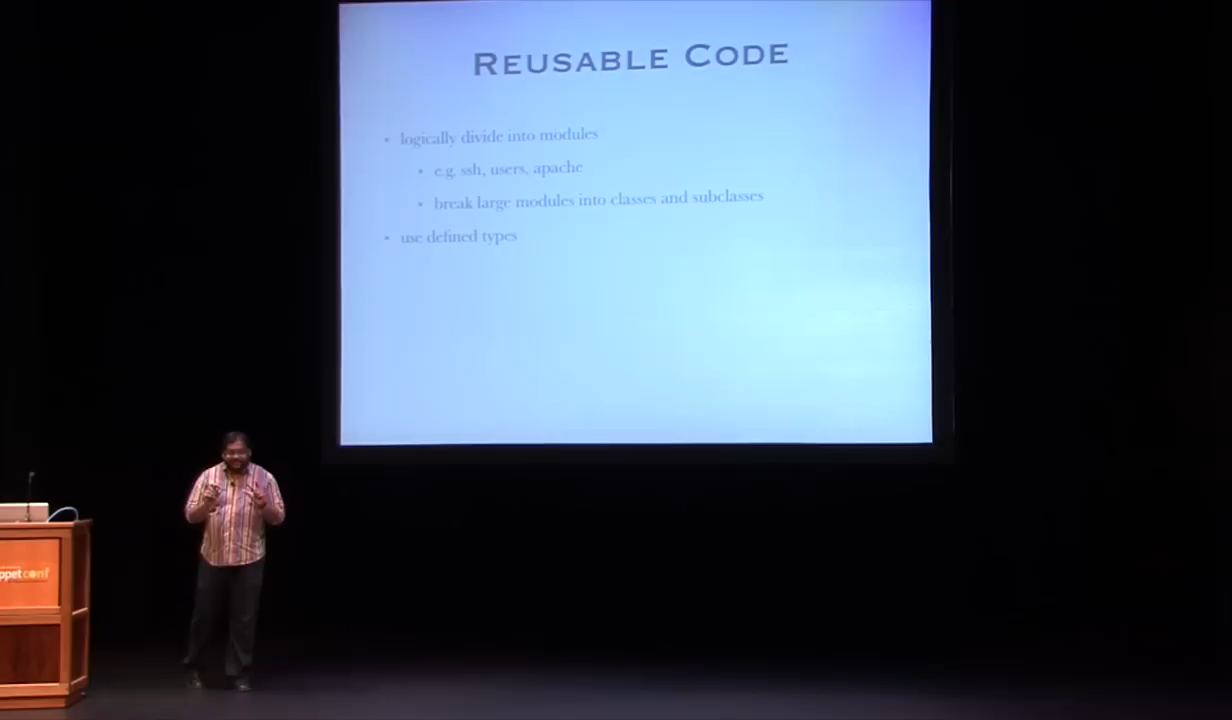 REUSABLE CODE
• logically divide into modules
• e.g. ssh, users, apache
• break large modules into classes and subclasses
• use defined types
ppetconf